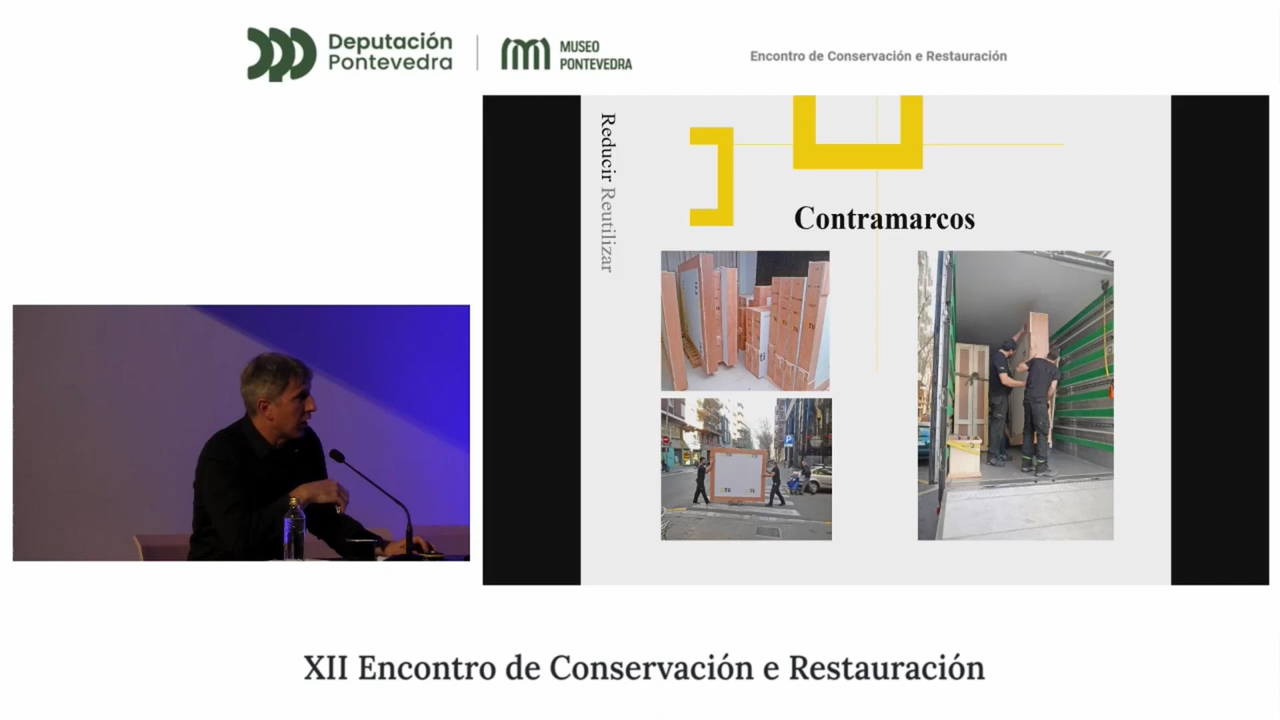 Deputación
Pontevedra
MUSEO
PONTEVEDRA
Encontro de Conservación e Restauración
Reducir Reutilizar
Contramarcos
P
XII Encontro de Conservación e Restauración